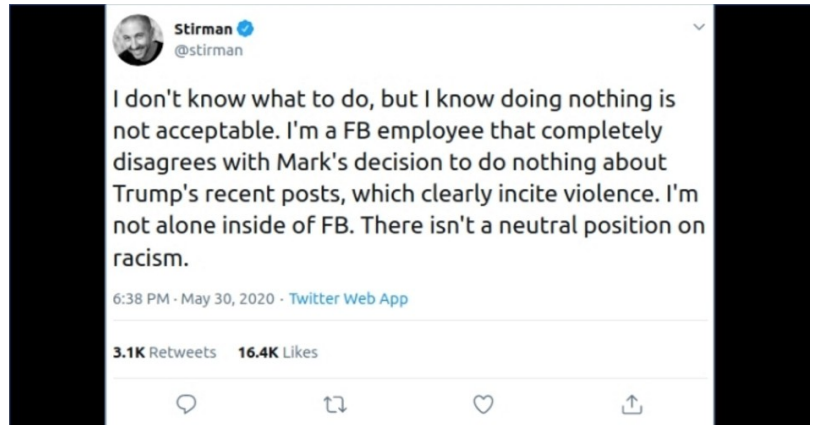 Stirman
@stirman
I don't know what to do, but I know doing nothing is
not acceptable. I'm a FB employee that completely
disagrees with Mark's decision to do nothing about
Trump's recent posts, which clearly incite violence. I'm
not alone inside of FB. There isn't a neutral position on
racism.
6:38 PM · May 30, 2020 · Twitter Web App
3.1K Retweets 16.4K Likes